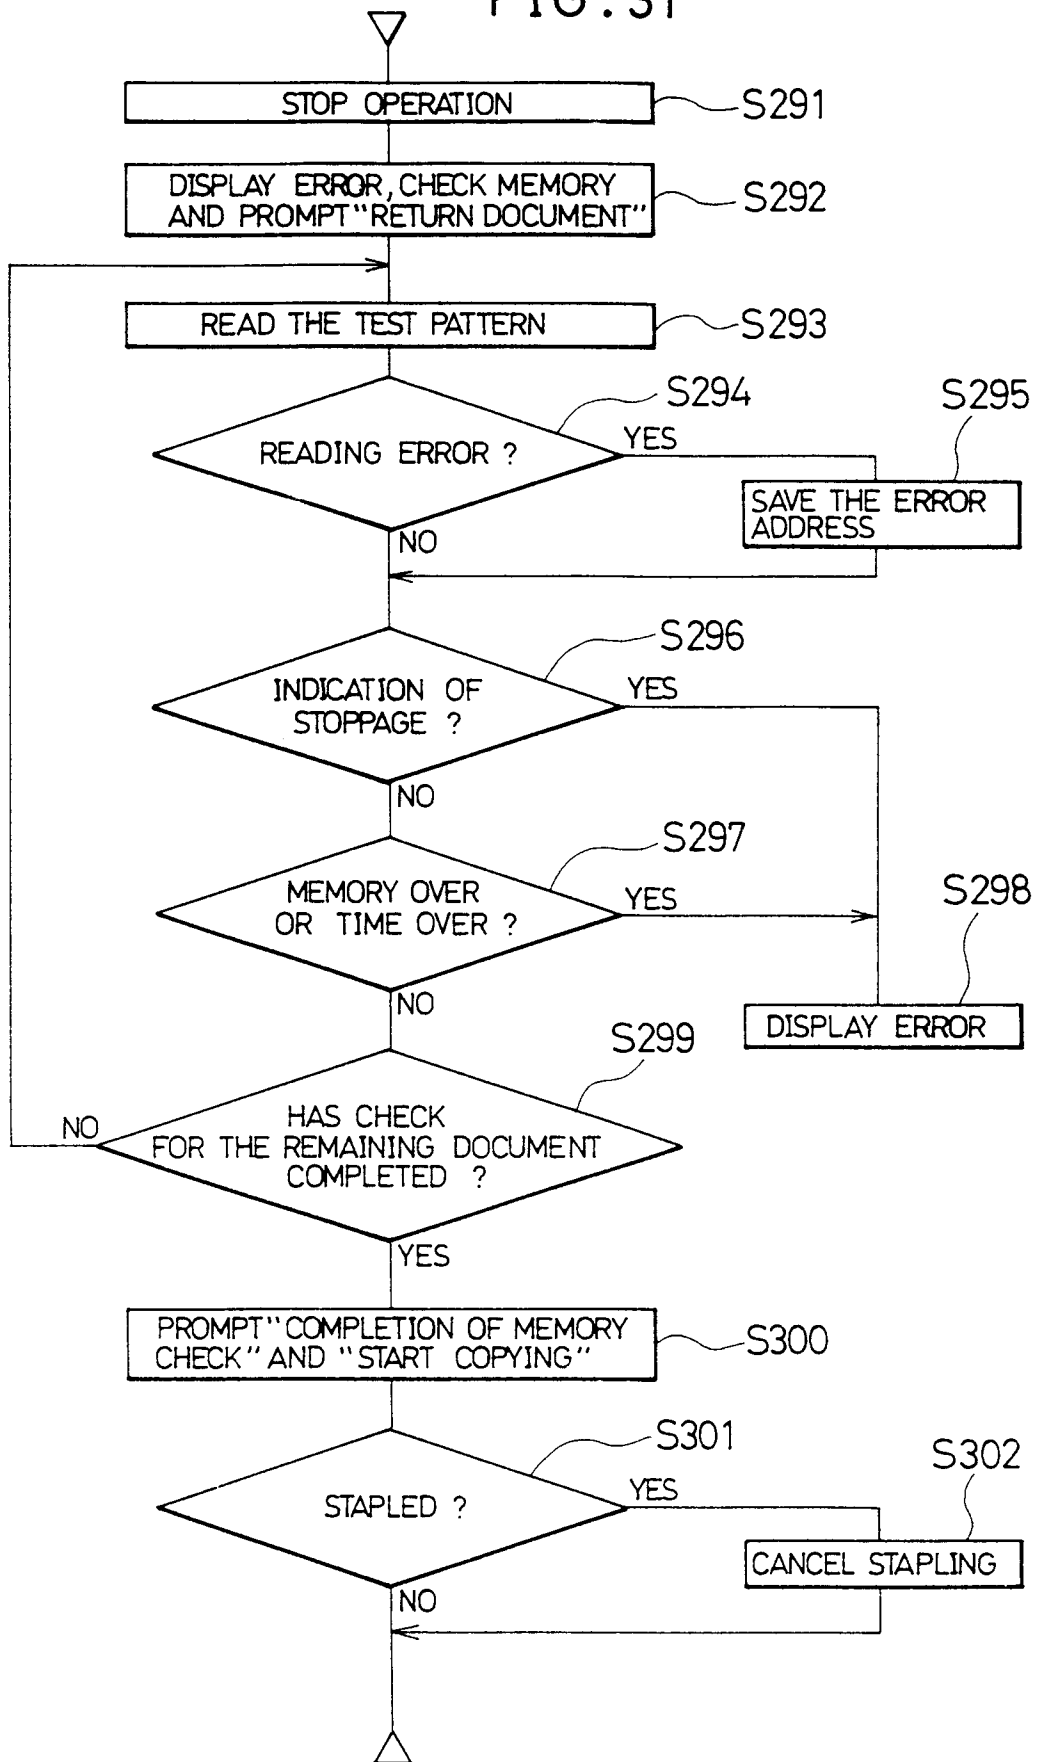 FIG. 31
STOP OPERATION
S291
DISPLAY ERROR, CHECK MEMORY
AND PROMPT "RETURN DOCUMENT"
S292
READ THE TEST PATTERN
S293
S294
READING ERROR ?
YES
S295
SAVE THE ERROR
ADDRESS
NO
S296
INDICATION OF
STOPPAGE ?
YES
NO
S297
MEMORY OVER
OR TIME OVER ?
YES
S298
DISPLAY ERROR
NO
S299
HAS CHECK
FOR THE REMAINING DOCUMENT
COMPLETED ?
NO
YES
PROMPT "COMPLETION OF MEMORY
CHECK" AND "START COPYING"
S300
S301
STAPLED ?
YES
S302
CANCEL STAPLING
NO